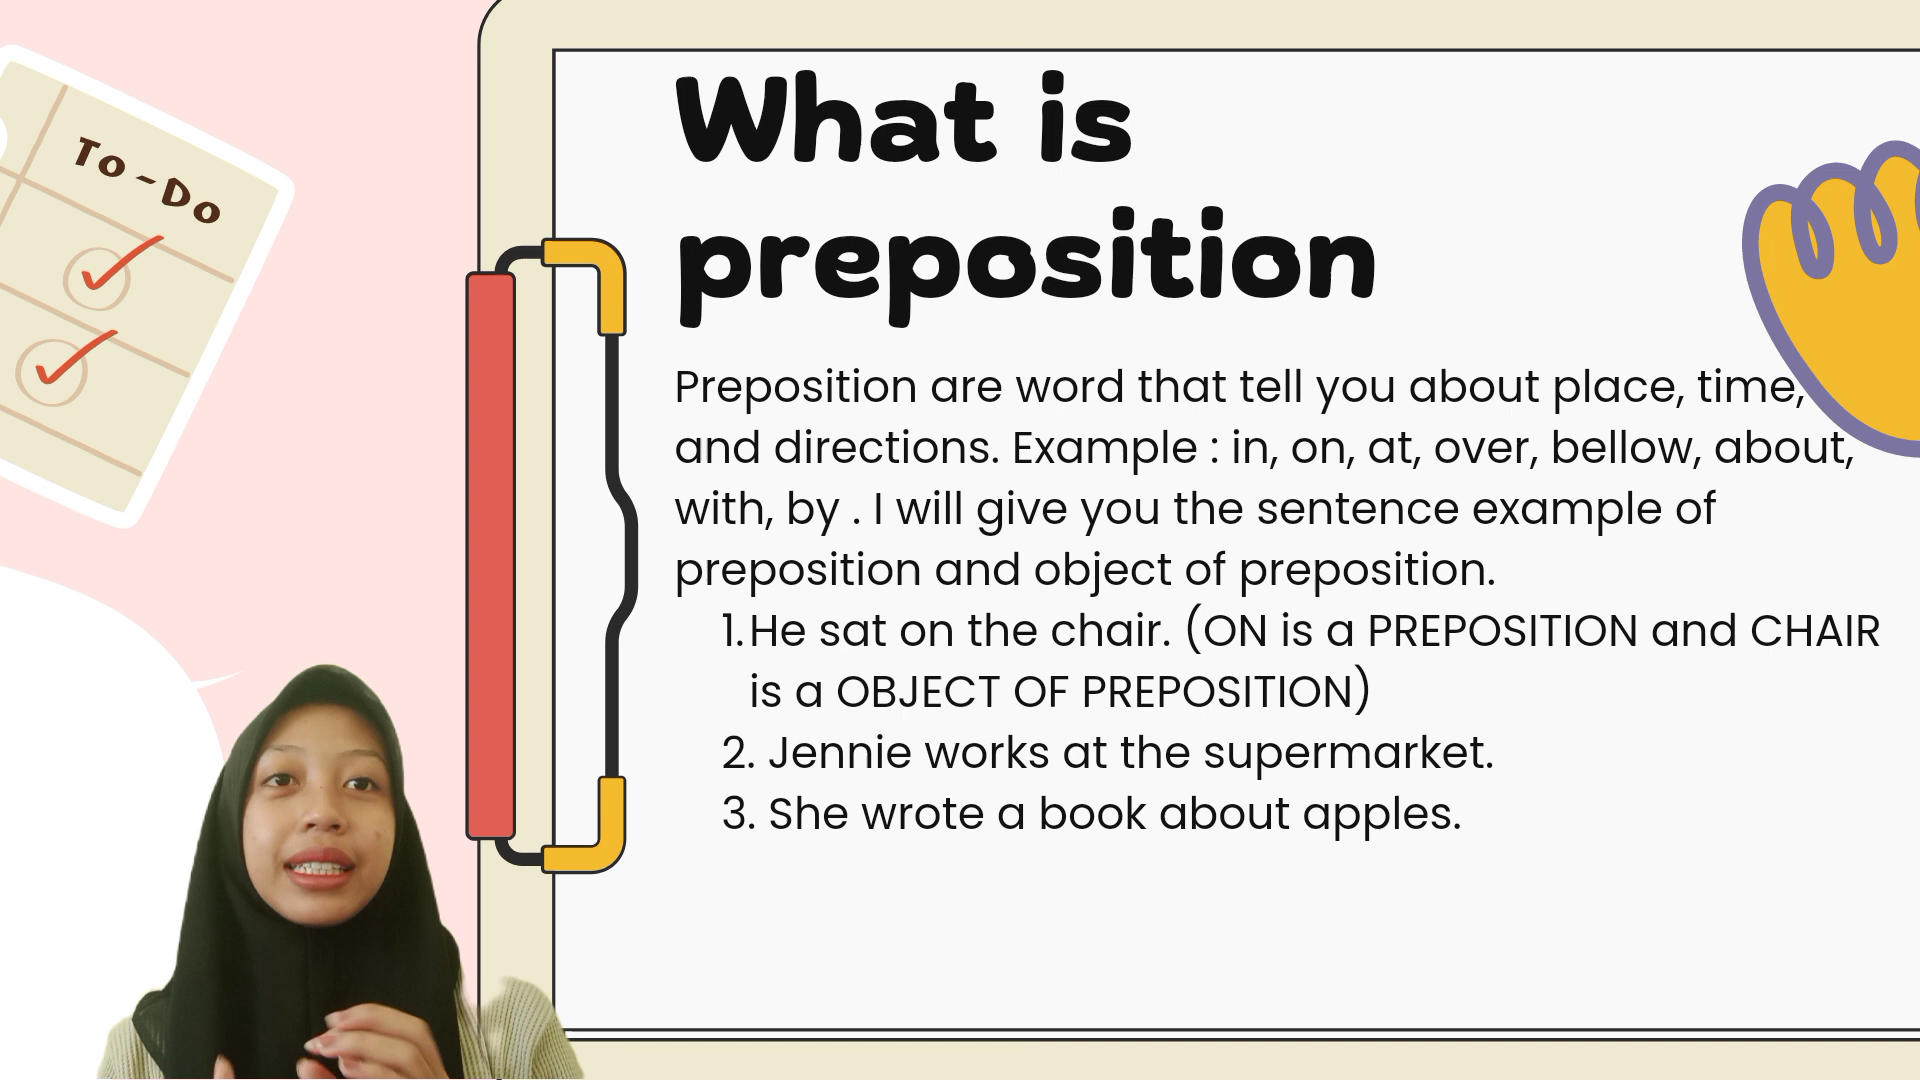 To-Do
What is
preposition
Preposition are word that tell you about place, time,
and directions. Example : in, on, at, over, bellow, about,
with, by . I will give you the sentence example of
preposition and object of preposition.
1. He sat on the chair. (ON is a PREPOSITION and CHAIR
is a OBJECT OF PREPOSITION)
2. Jennie works at the supermarket.
3. She wrote a book about apples.